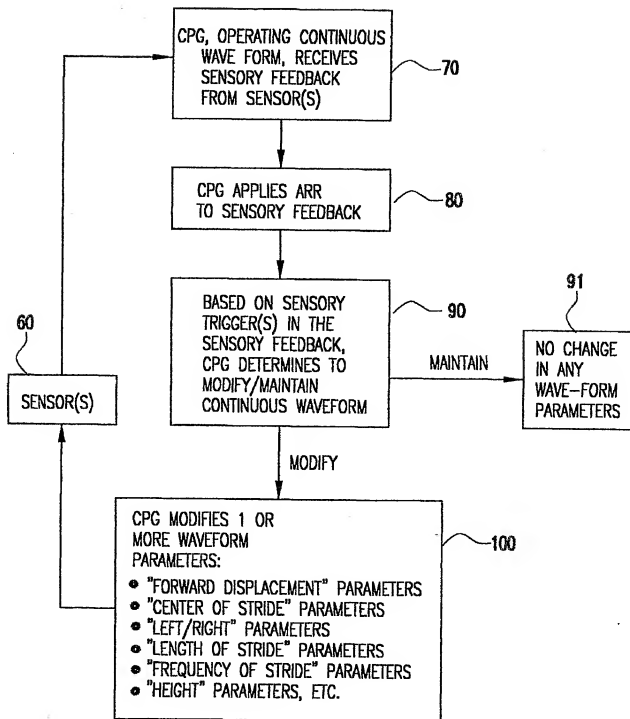 CPG, OPERATING CONTINUOUS
WAVE FORM, RECEIVES
SENSORY FEEDBACK
FROM SENSOR(S)
70
CPG APPLIES ARR
TO SENSORY FEEDBACK
80
BASED ON SENSORY
TRIGGER(S) IN THE
SENSORY FEEDBACK,
CPG DETERMINES TO
MODIFY/MAINTAIN
CONTINUOUS WAVEFORM
90
MAINTAIN
91
NO CHANGE
IN ANY
WAVE-FORM
PARAMETERS
60
SENSOR(S)
MODIFY
CPG MODIFIES 1 OR
MORE WAVEFORM
PARAMETERS:
● "FORWARD DISPLACEMENT" PARAMETERS
● "CENTER OF STRIDE" PARAMETERS
● "LEFT/RIGHT" PARAMETERS
● "LENGTH OF STRIDE" PARAMETERS
● "FREQUENCY OF STRIDE" PARAMETERS
● "HEIGHT" PARAMETERS, ETC.
100